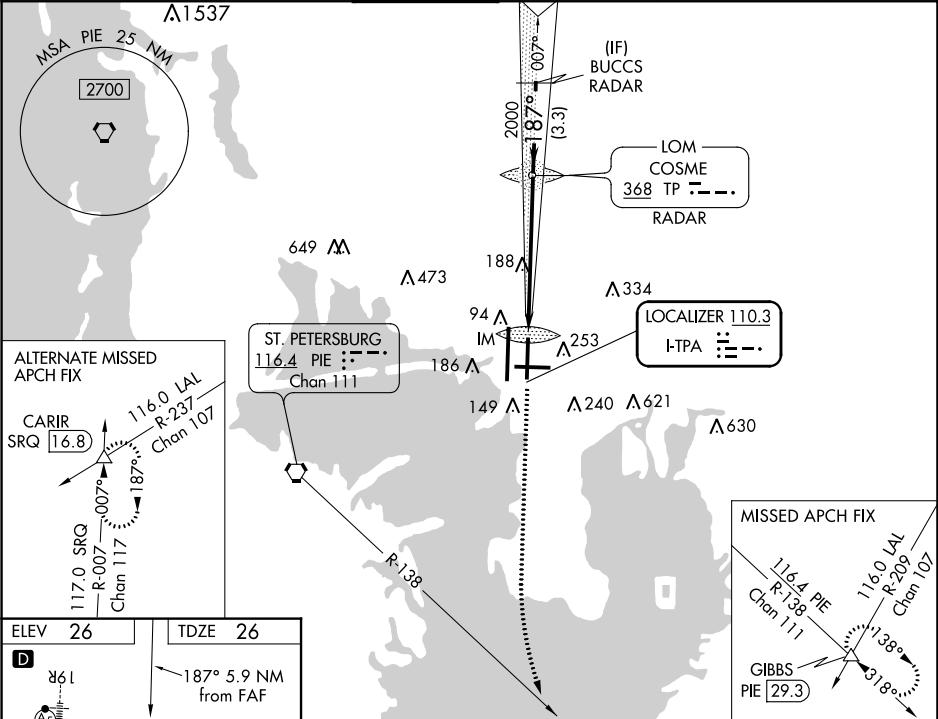 1537
MSA PIE 25 NM
2700
007°
2000
187°
(3.3)
(IF)
BUCCS
RADAR
LOM
COSME
368 TP
RADAR
649
473
188
334
94
IM
253
186
149
240
621
630
LOCALIZER 110.3
I-TPA
ST. PETERSBURG
116.4 PIE
Chan 111
R-138
ALTERNATE MISSED
APCH FIX
CARIR
SRQ 16.8
116.0 LAL
R-237
Chan 107
007°
187°
117.0 SRQ
R-007
Chan 117
MISSED APCH FIX
116.4 PIE
R-138
Chan 111
116.0 LAL
R-209
Chan 107
138°
318°
GIBBS
PIE 29.3
ELEV 26
TDZE 26
D
19R
187° 5.9 NM
from FAF